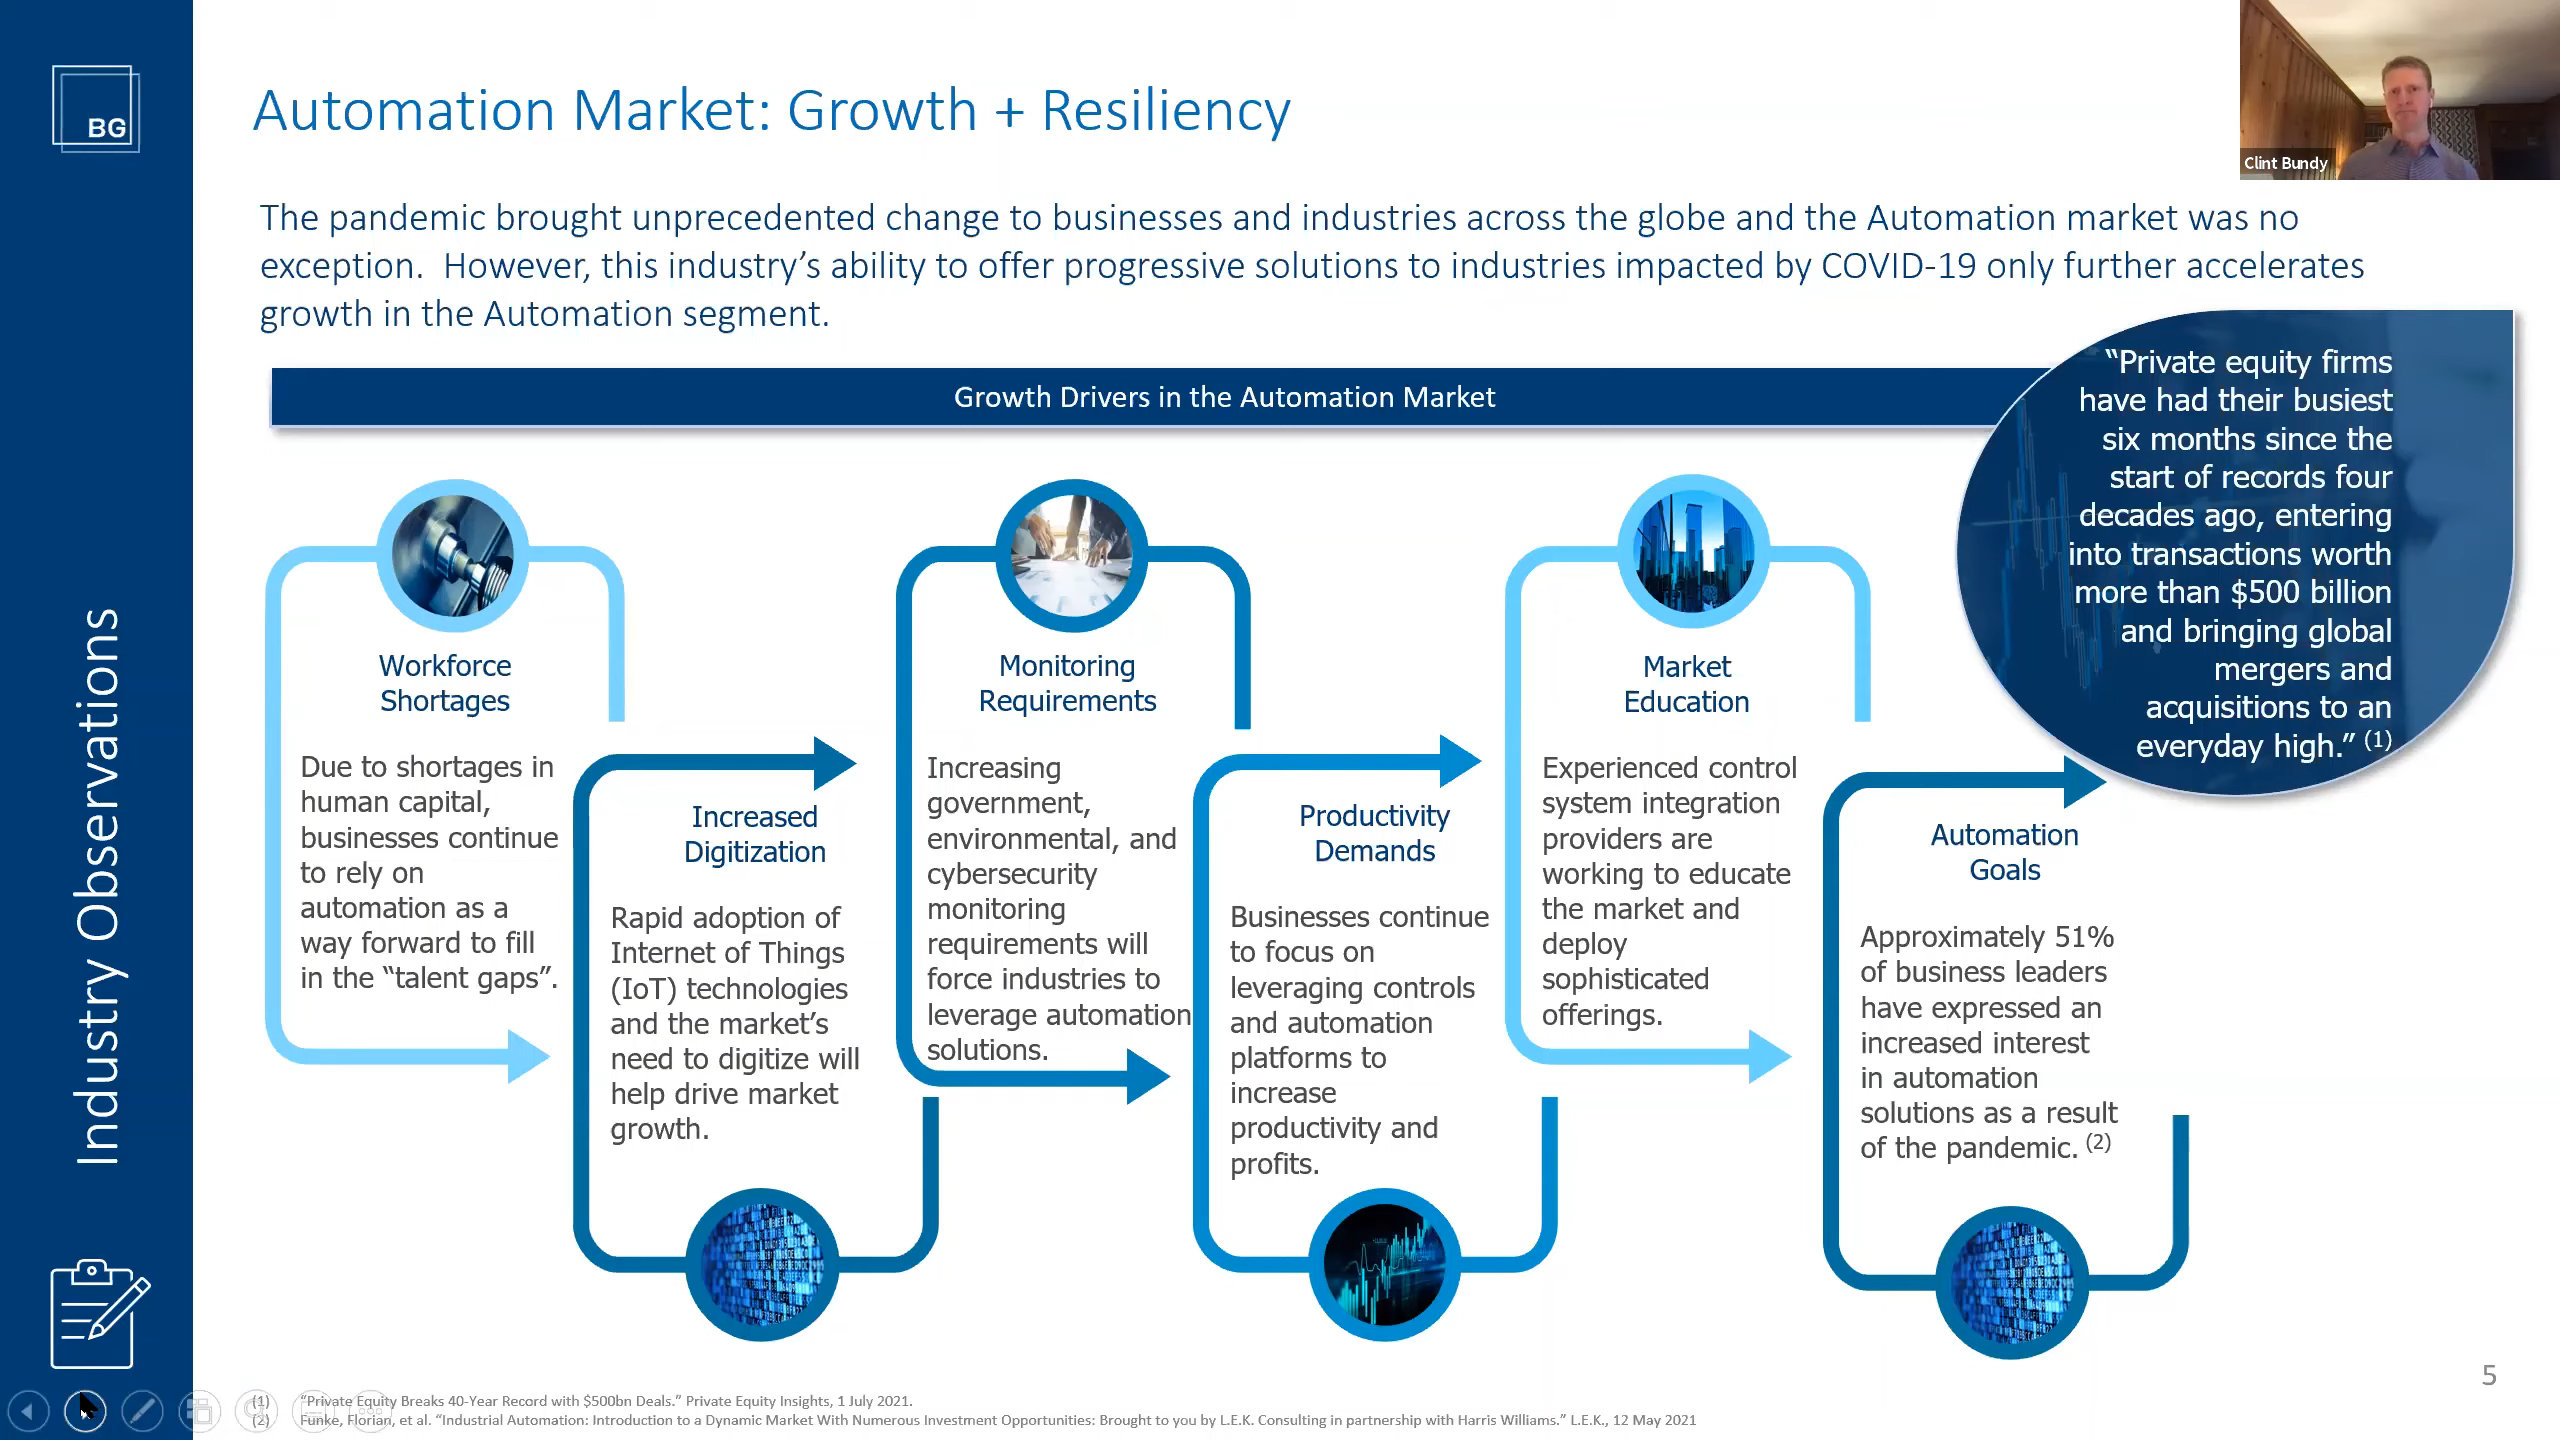 BG
Automation Market: Growth + Resiliency
Clint Bundy
The pandemic brought unprecedented change to businesses and industries across the globe and the Automation market was no
exception.  However, this industry’s ability to offer progressive solutions to industries impacted by COVID-19 only further accelerates
growth in the Automation segment.
Growth Drivers in the Automation Market
“Private equity firms
have had their busiest
six months since the
start of records four
decades ago, entering
into transactions worth
more than $500 billion
and bringing global
mergers and
acquisitions to an
everyday high.” (1)
Industry Observations
Workforce
Shortages
Due to shortages in
human capital,
businesses continue
to rely on
automation as a
way forward to fill
in the “talent gaps”.
Increased
Digitization
Rapid adoption of
Internet of Things
(IoT) technologies
and the market’s
need to digitize will
help drive market
growth.
Monitoring
Requirements
Increasing
government,
environmental, and
cybersecurity
monitoring
requirements will
force industries to
leverage automation
solutions.
Productivity
Demands
Businesses continue
to focus on
leveraging controls
and automation
platforms to
increase
productivity and
profits.
Market
Education
Experienced control
system integration
providers are
working to educate
the market and
deploy
sophisticated
offerings.
Automation
Goals
Approximately 51%
of business leaders
have expressed an
increased interest
in automation
solutions as a result
of the pandemic. (2)
5
(1) “Private Equity Breaks 40-Year Record with $500bn Deals.” Private Equity Insights, 1 July 2021.
(2) Funke, Florian, et al. “Industrial Automation: Introduction to a Dynamic Market With Numerous Investment Opportunities: Brought to you by L.E.K. Consulting in partnership with Harris Williams.” L.E.K., 12 May 2021